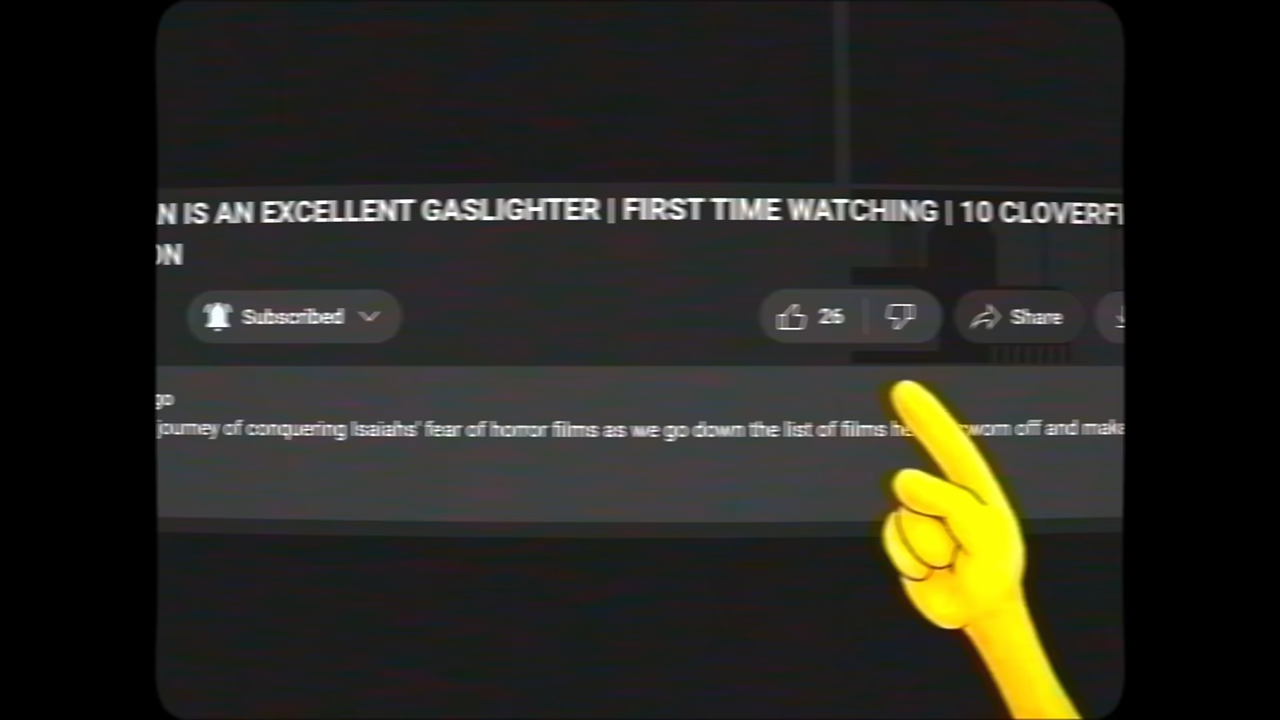 N IS AN EXCELLENT GASLIGHTER | FIRST TIME WATCHING | 10 CLOVERFI
ON
Subscribed
26
Share
go
journey of conquering Isaiahs' fear of horror films as we go down the list of films he sworn off and make